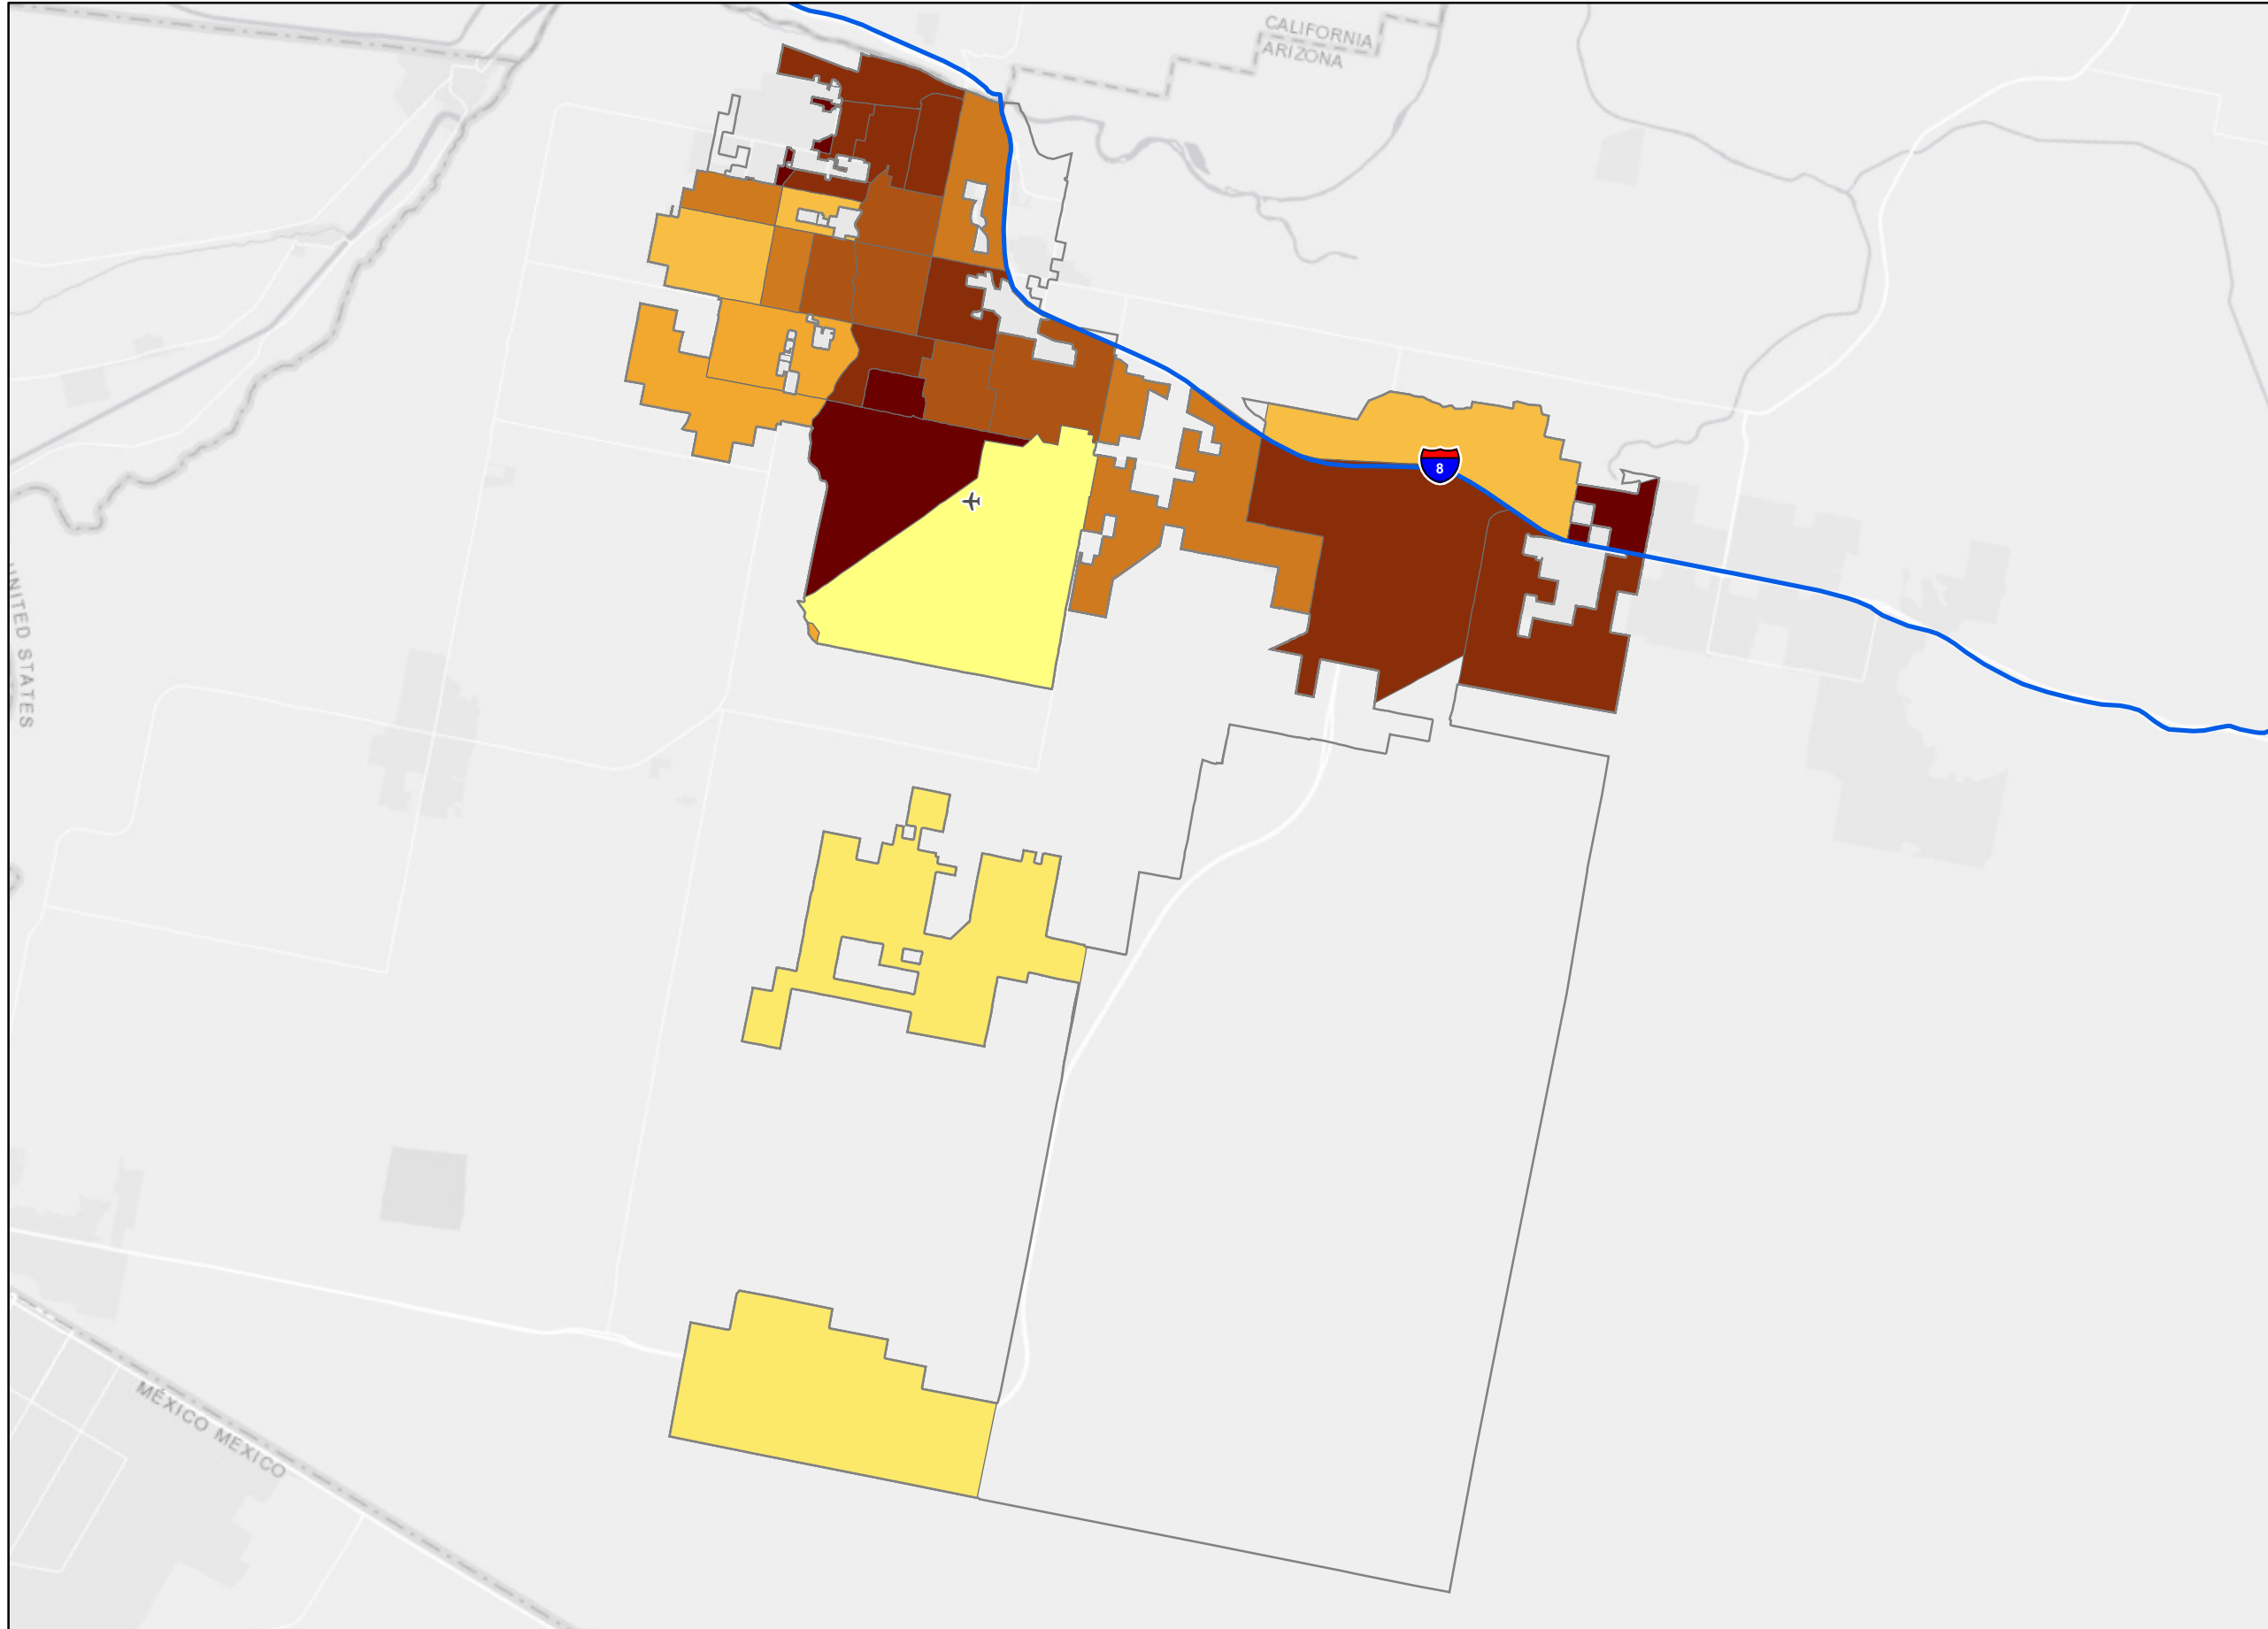 CALIFORNIA
ARIZONA
8
UNITED STATES
MÉXICO MEXICO